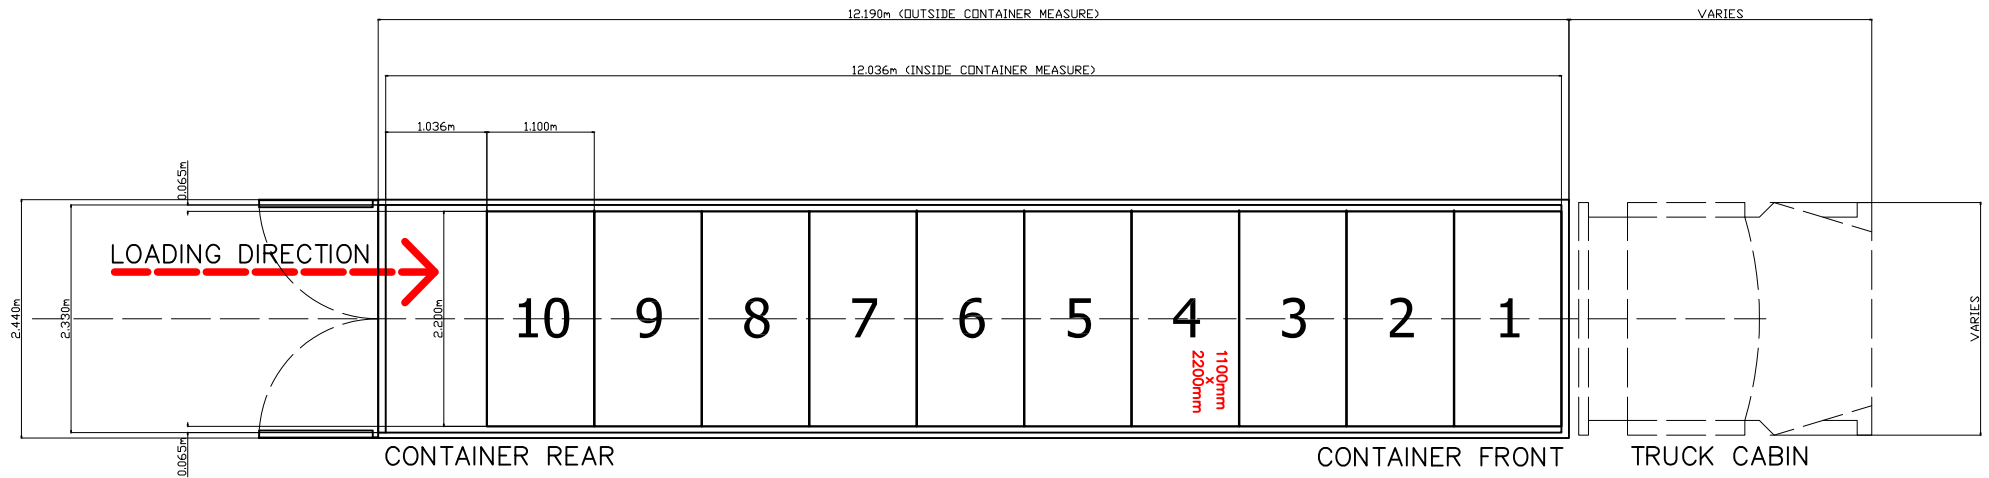 12.190m (OUTSIDE CONTAINER MEASURE)
VARIES
12.036m (INSIDE CONTAINER MEASURE)
1.036m
1.100m
0.065m
LOADING DIRECTION
2.440m
2.330m
2.200m
10
9
8
7
6
5
4
3
2
1
1100mm
x
2200mm
VARIES
0.065m
CONTAINER REAR
CONTAINER FRONT
TRUCK CABIN